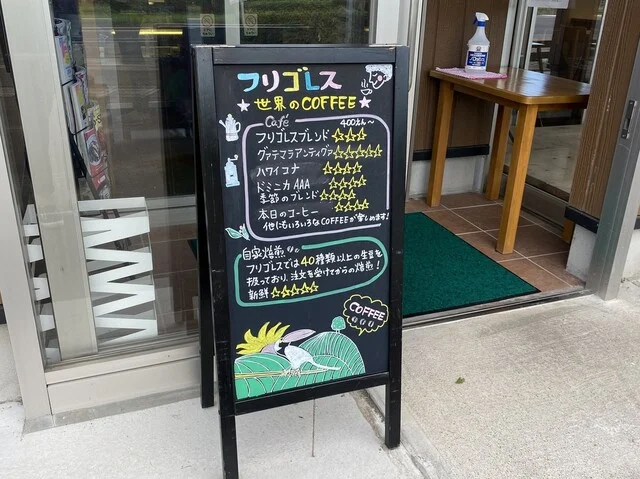 フリゴレス
世界のCOFFEE
Café
400えん〜
フリゴレスブレンド ☆☆☆
グァテマラアンティグァ ☆☆☆☆☆
ハワイコナ ☆☆☆☆
ドミニカAAA ☆☆☆☆
季節のブレンド ☆☆☆☆
本日のコーヒー ☆☆☆
他にもいろいろなCOFFEEが楽しめます!
自家焙煎
フリゴレスでは40種類以上の生豆を
扱っており、注文を受けてからの焙煎!
新鮮 ☆☆☆☆☆
COFFEE